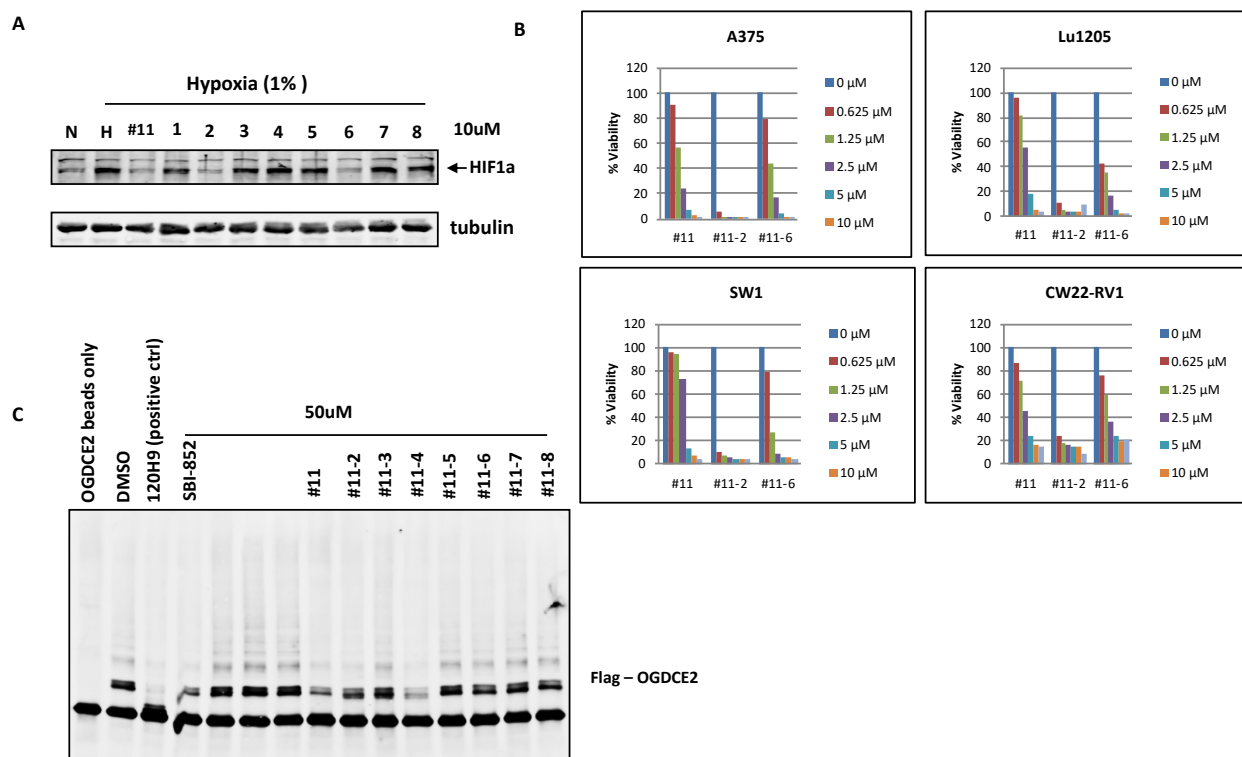 A
Hypoxia (1% )
N H #11 1 2 3 4 5 6 7 8 10uM
HIF1a
tubulin
B
A375
120
100
80
60
40
20
0
% Viability
#11 #11-2 #11-6
0 µM
0.625 µM
1.25 µM
2.5 µM
5 µM
10 µM
Lu1205
120
100
80
60
40
20
0
% Viability
#11 #11-2 #11-6
0 µM
0.625 µM
1.25 µM
2.5 µM
5 µM
10 µM
SW1
120
100
80
60
40
20
0
% Viability
#11 #11-2 #11-6
0 µM
0.625 µM
1.25 µM
2.5 µM
5 µM
10 µM
CW22-RV1
120
100
80
60
40
20
0
% Viability
#11 #11-2 #11-6
0 µM
0.625 µM
1.25 µM
2.5 µM
5 µM
10 µM
C
50uM
OGDCE2 beads only
DMSO
120H9 (positive ctrl)
SBI-852
#11
#11-2
#11-3
#11-4
#11-5
#11-6
#11-7
#11-8
Flag – OGDCE2